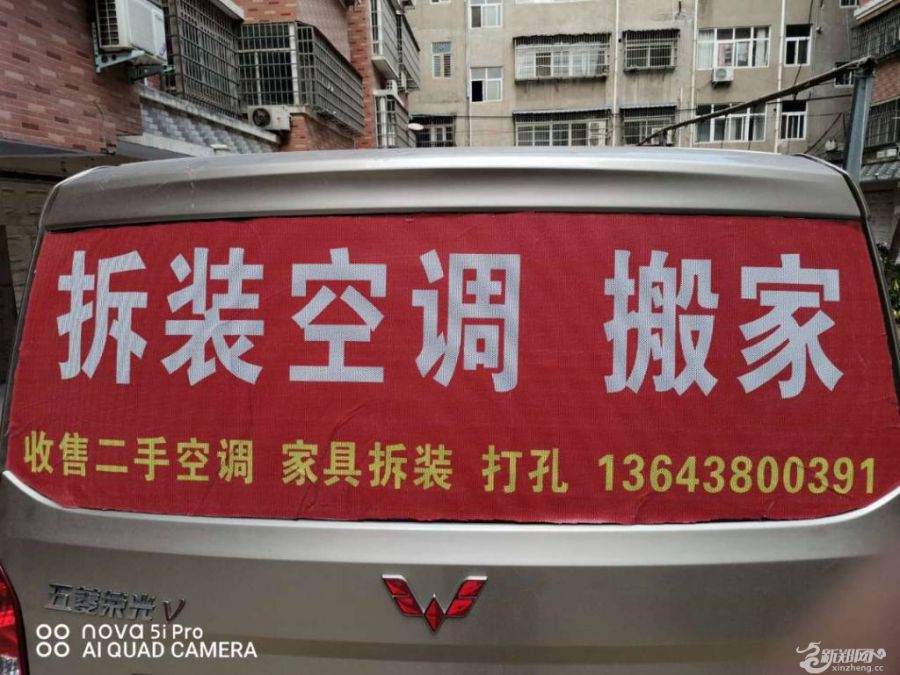 拆装空调 搬家
收售二手空调 家具拆装 打孔 13643800391
五菱荣光 V
nova 5i Pro
AI QUAD CAMERA
新郑网
xinzheng.cc